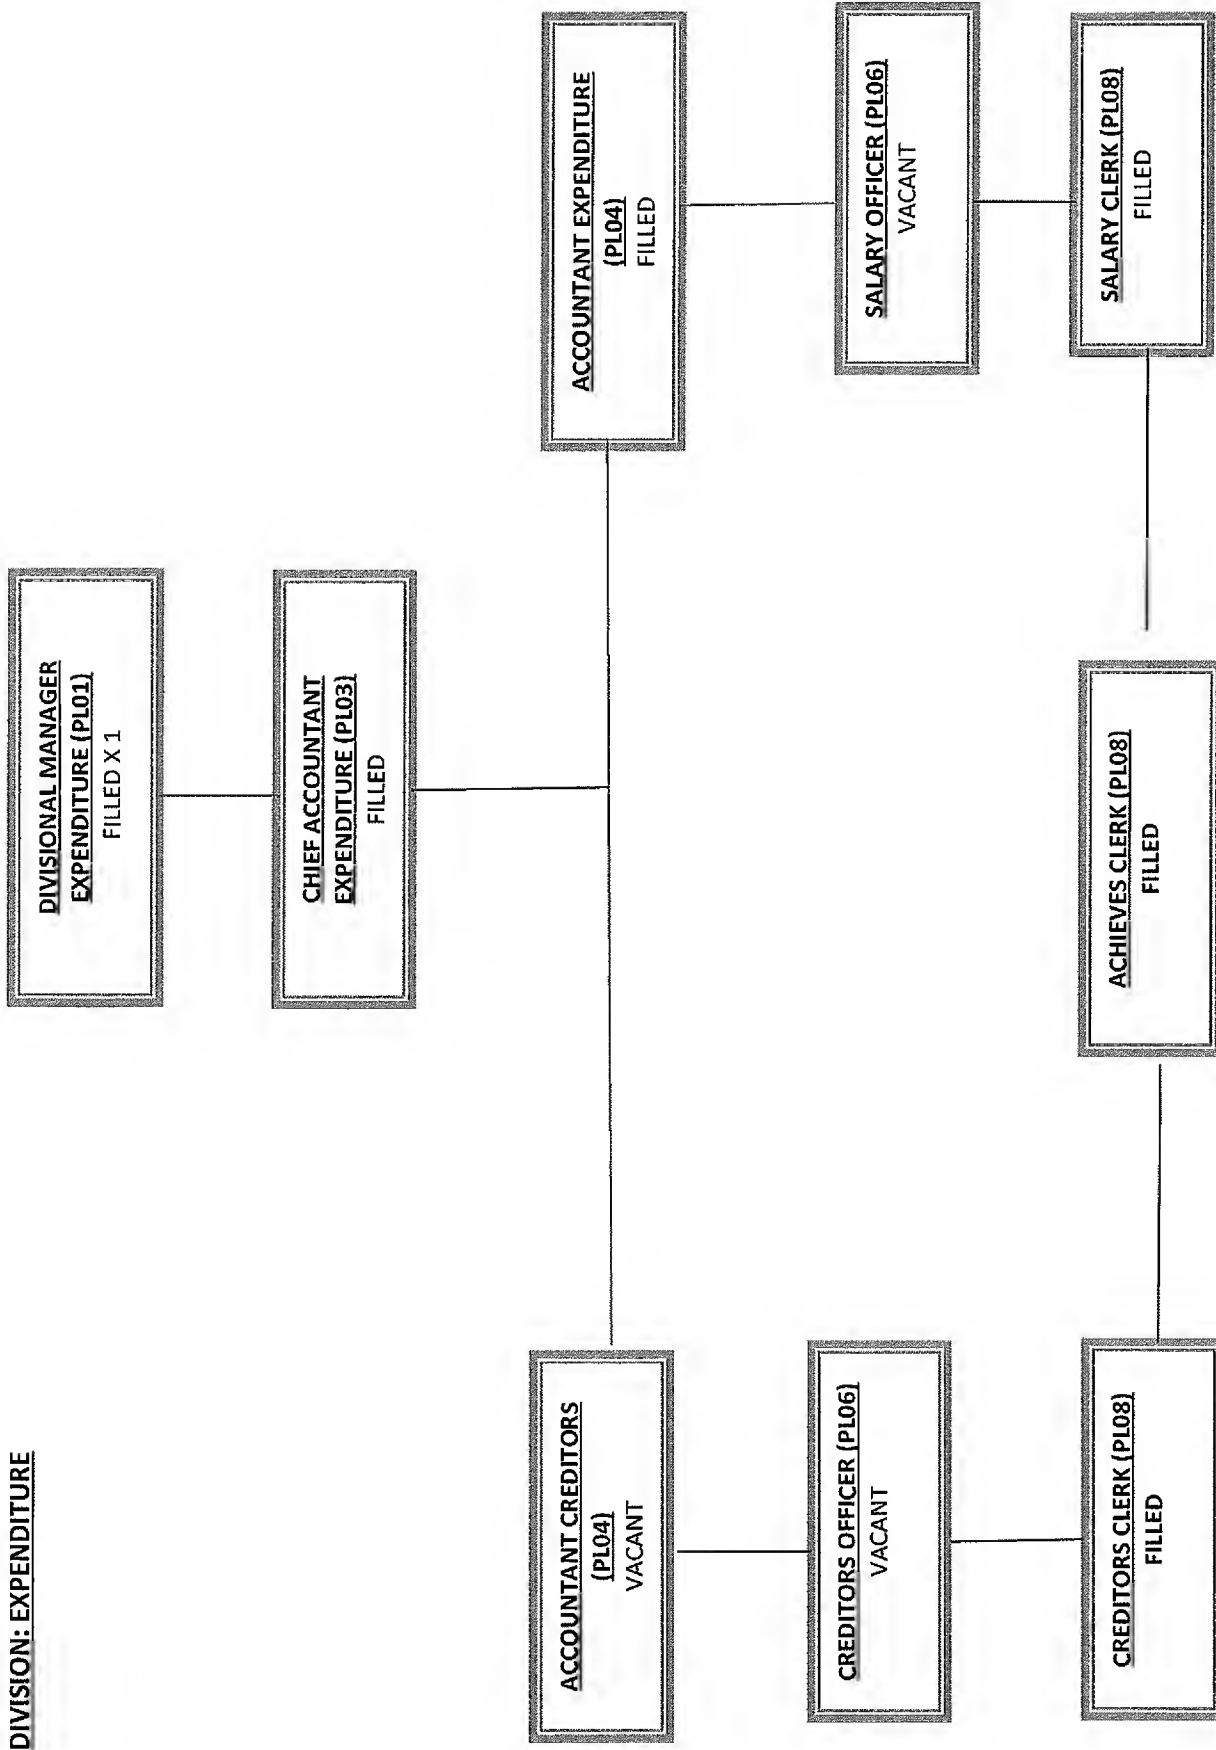 DIVISION: EXPENDITURE
DIVISIONAL MANAGER
EXPENDITURE (PL01)
FILLED X 1
CHIEF ACCOUNTANT
EXPENDITURE (PL03)
FILLED
ACCOUNTANT CREDITORS
(PL04)
VACANT
ACCOUNTANT EXPENDITURE
(PL04)
FILLED
CREDITORS OFFICER (PL06)
VACANT
SALARY OFFICER (PL06)
VACANT
CREDITORS CLERK (PL08)
FILLED
ACHIEVES CLERK (PL08)
FILLED
SALARY CLERK (PL08)
FILLED